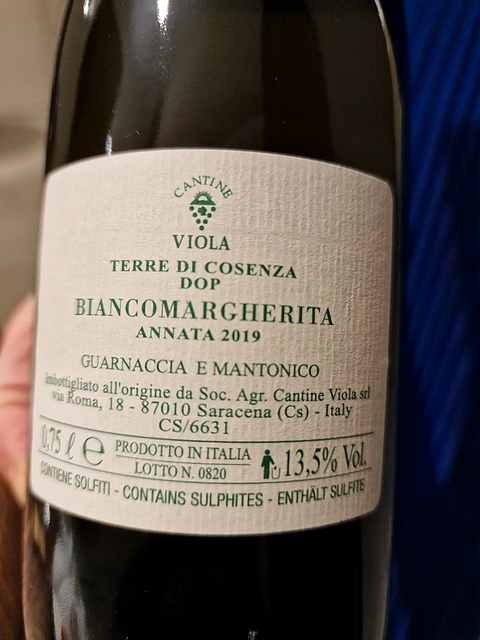 CANTINE
VIOLA
TERRE DI COSENZA
DOP
BIANCOMARGHERITA
ANNATA 2019
GUARNACCIA E MANTONICO
Imbottigliato all'origine da Soc. Agr. Cantine Viola srl
via Roma, 18 - 87010 Saracena (Cs) - Italy
CS/6631
0,75 ℓ e
PRODOTTO IN ITALIA
LOTTO N. 0820
13,5% Vol.
CONTIENE SOLFITI - CONTAINS SULPHITES - ENTHÄLT SULFITE